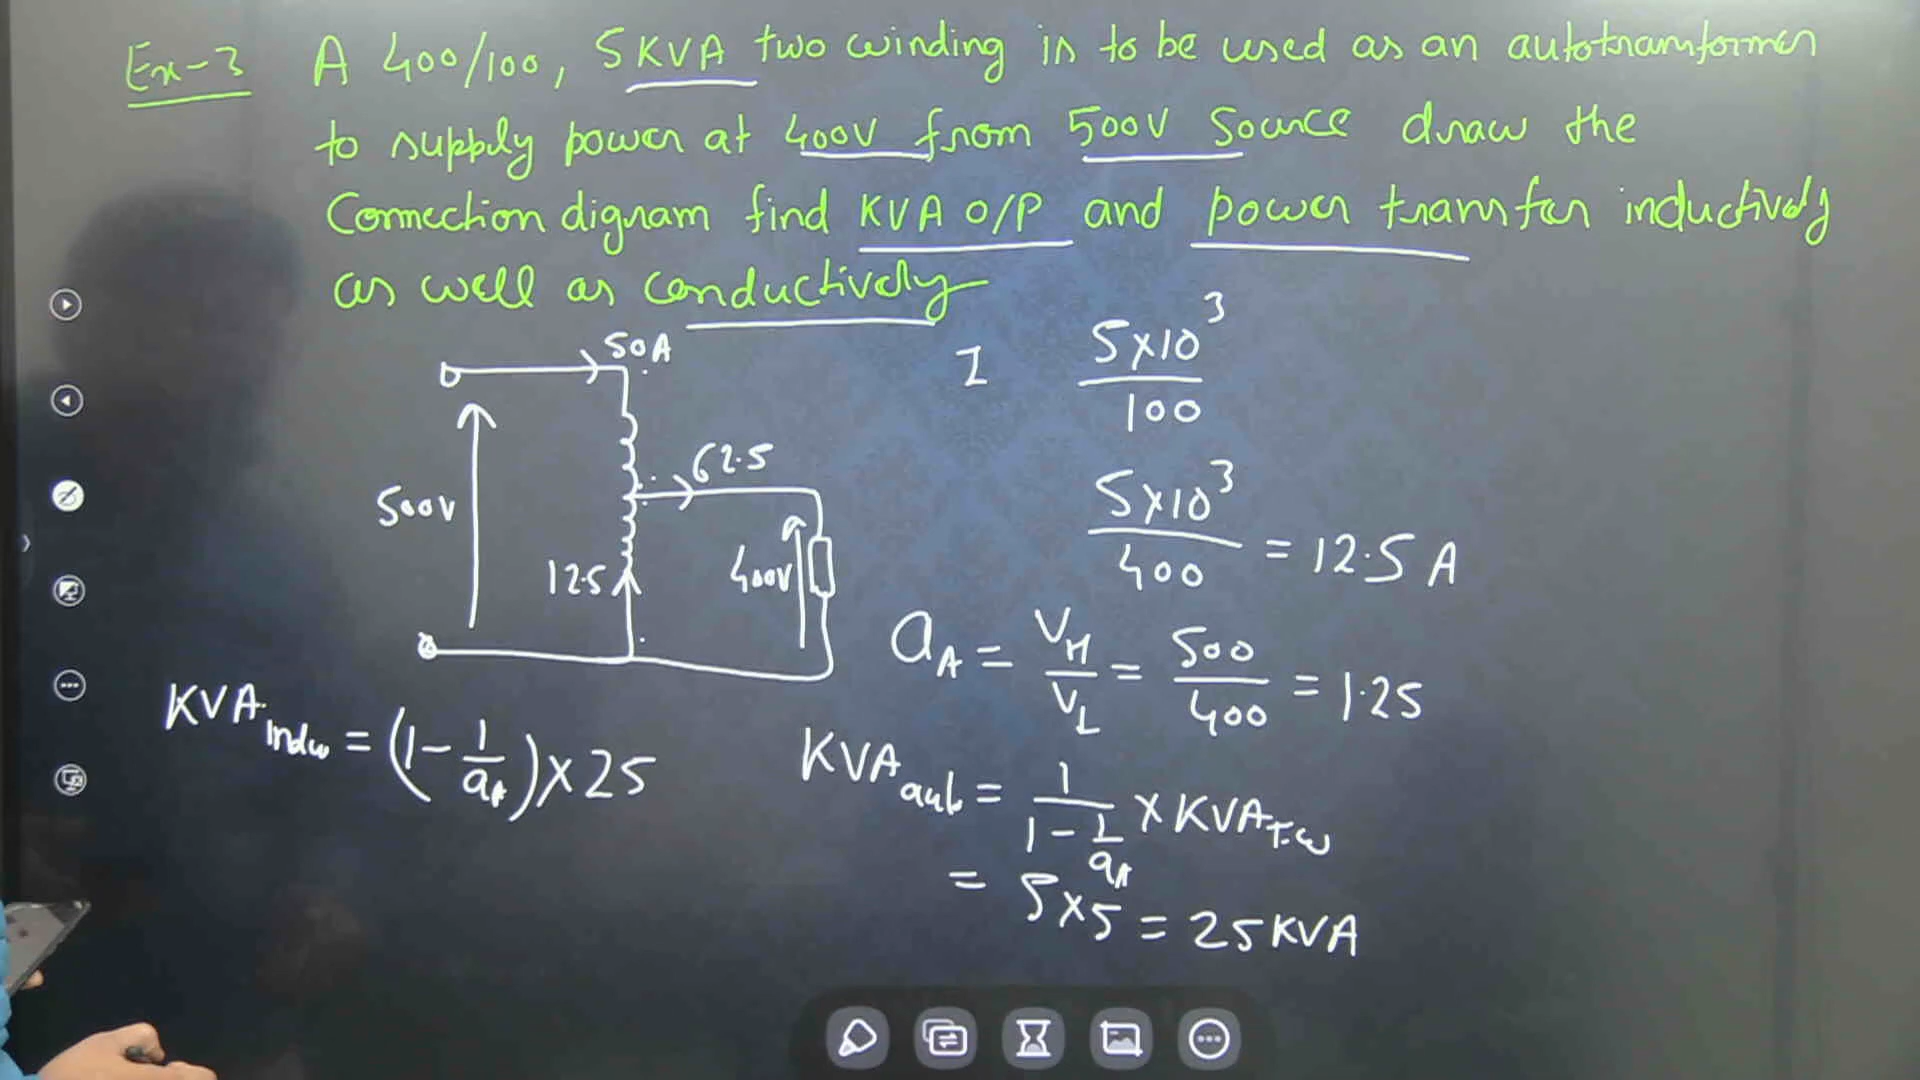 Ex-3 A 400/100, 5KVA two winding is to be used as an autotransformer
to supply power at 400V from 500V Source draw the
Connection digram find KVA O/P and power transfer inductively
as well as conductively
50A
500V
62.5
12.5
400V
I 5×10³/100
5×10³/400 = 12.5 A
a_A = V_H/V_L = 500/400 = 1.25
KVA_auto = 1/(1-1/a_A) × KVA_T.W
= 5×5 = 25KVA
KVA_indu = (1-1/a_A)×25